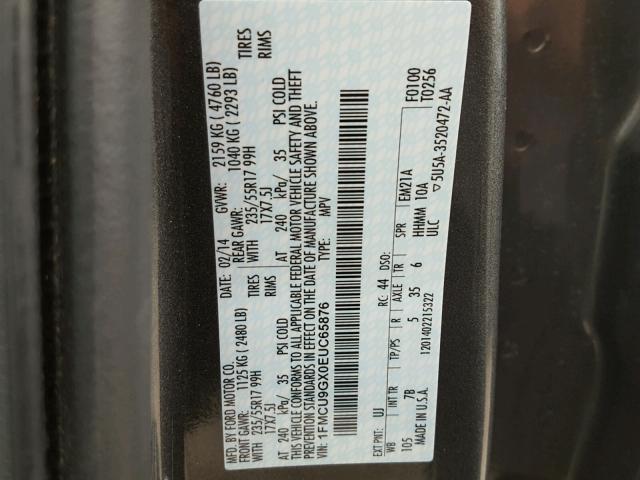 MFD. BY FORD MOTOR CO.
DATE: 02/14 GVWR: 2159 KG ( 4760 LB)
FRONT GAWR: 1125 KG ( 2480 LB) REAR GAWR: 1040 KG ( 2293 LB)
WITH TIRES WITH TIRES
235/55R17 99H RIMS 235/55R17 99H RIMS
17X7.5J 17X7.5J
AT 240 kPa/ 35 PSI COLD AT 240 kPa/ 35 PSI COLD
THIS VEHICLE CONFORMS TO ALL APPLICABLE FEDERAL MOTOR VEHICLE SAFETY AND THEFT
PREVENTION STANDARDS IN EFFECT ON THE DATE OF MANUFACTURE SHOWN ABOVE.
VIN: 1FMCU9GX0EUC65876 TYPE: MPV
F0100
T0256
EXT PNT: UJ RC: 44 DSO:
WB INT TR TP/PS R AXLE TR SPR EM21A
105 7B 5 35 6 HHMM 10A
MADE IN U.S.A. ULC
1201402215322 5U5A-3520472-AA